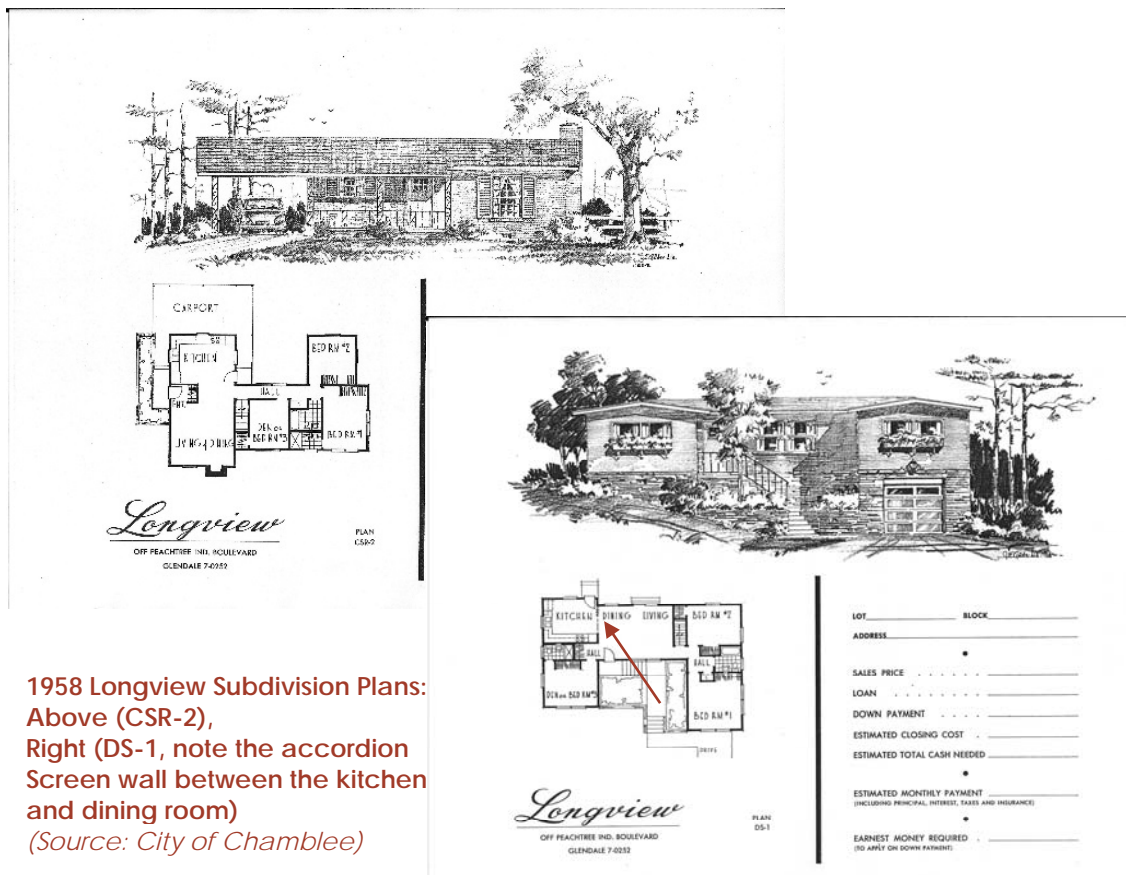 CARPORT
KITCHEN
BED RM #2
HALL
LIVING & DINING
DEN OR
BED RM #3
BED RM #1
Longview
OFF PEACHTREE IND. BOULEVARD
GLENDALE 7-0252
PLAN
CSR-2
KITCHEN DINING LIVING BED RM #2
HALL
HALL
DEN OR BED RM #3
BED RM #1
DRIVE
Longview
OFF PEACHTREE IND. BOULEVARD
GLENDALE 7-0252
PLAN
DS-1
LOT BLOCK
ADDRESS
SALES PRICE . . . . . .
LOAN . . . . . . . .
DOWN PAYMENT . . . . .
ESTIMATED CLOSING COST .
ESTIMATED TOTAL CASH NEEDED
ESTIMATED MONTHLY PAYMENT
(INCLUDING PRINCIPAL, INTEREST, TAXES AND INSURANCE)
EARNEST MONEY REQUIRED .
(TO APPLY ON DOWN PAYMENT)
1958 Longview Subdivision Plans:
Above (CSR-2),
Right (DS-1, note the accordion
Screen wall between the kitchen
and dining room)
(Source: City of Chamblee)